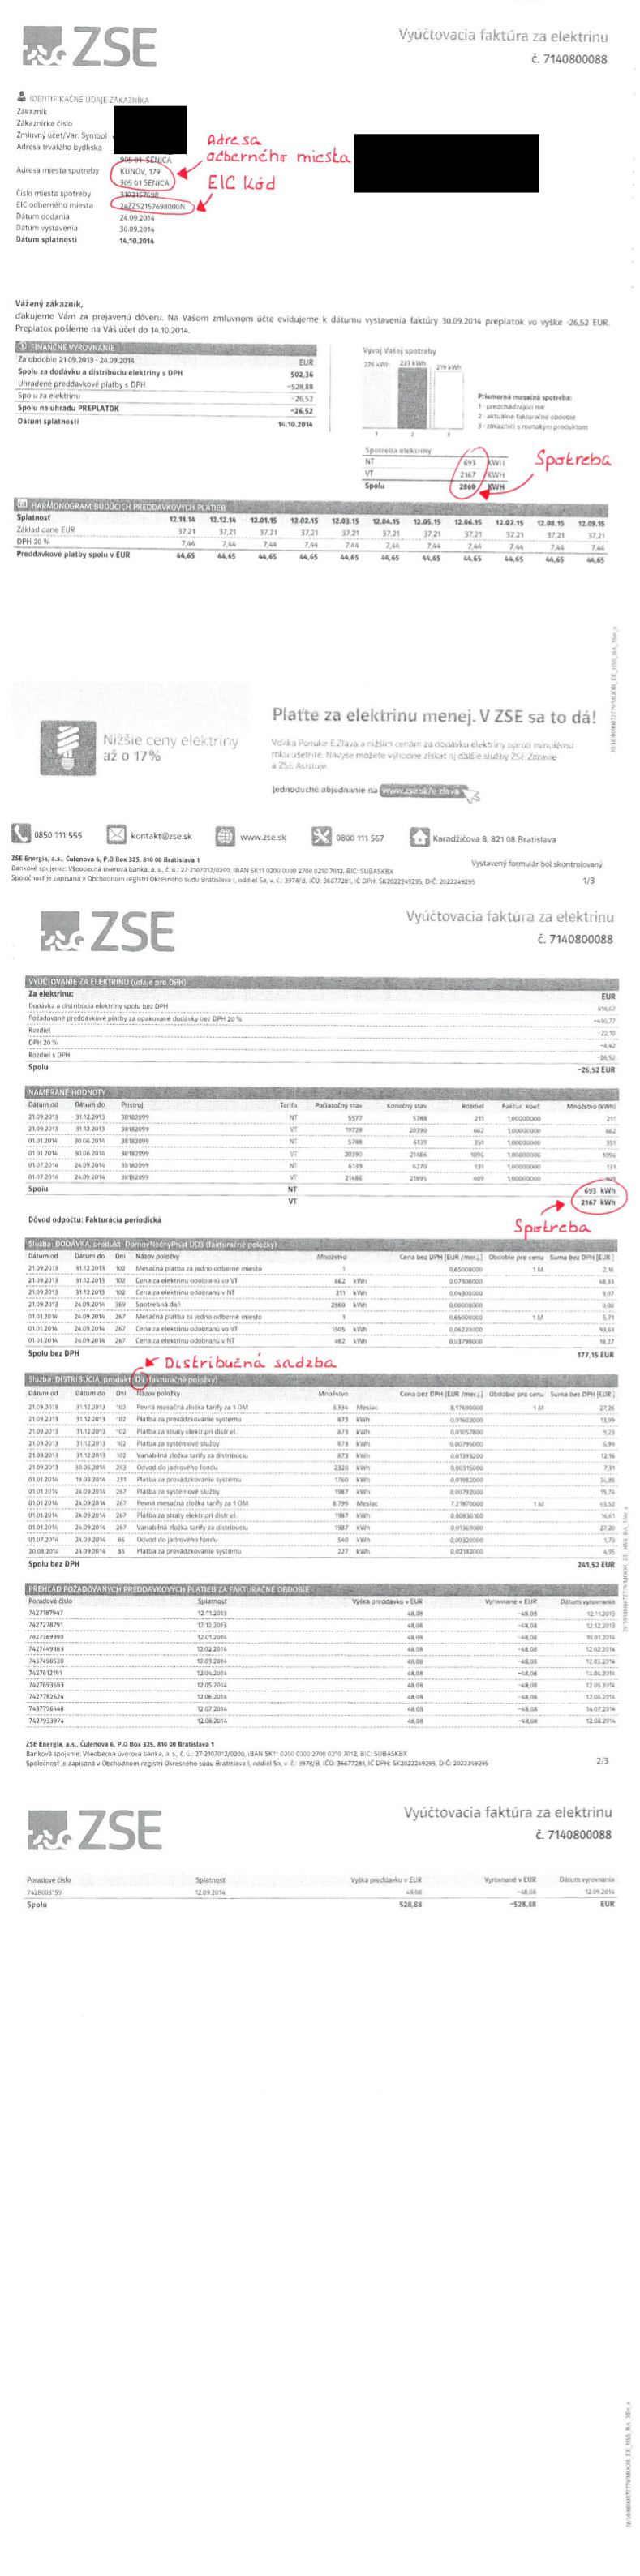 ZSE
Vyúčtovacia faktúra za elektrinu
č. 7140800088
IDENTIFIKAČNÉ ÚDAJE ZÁKAZNÍKA
Zákazník
Zákaznícke číslo
Zmluvný účet/Var. Symbol
Adresa trvalého bydliska
905 01 SENICA
Adresa miesta spotreby KUNOV, 179
905 01 SENICA
Číslo miesta spotreby 3102157698
EIC odberného miesta 24ZZS2157698000N
Dátum dodania 24.09.2014
Dátum vystavenia 30.09.2014
Dátum splatnosti 14.10.2014
Adresa
odberného miesta
EIC kód
Vážený zákazník,
ďakujeme Vám za prejavenú dôveru. Na Vašom zmluvnom účte evidujeme k dátumu vystavenia faktúry 30.09.2014 preplatok vo výške -26,52 EUR.
Preplatok pošleme na Váš účet do 14.10.2014.
FINANČNÉ VYROVNANIE
Za obdobie 21.09.2013 - 24.09.2014 EUR
Spolu za dodávku a distribúciu elektriny s DPH 502,36
Uhradené preddavkové platby s DPH -528,88
Spolu za elektrinu -26,52
Spolu na úhradu PREPLATOK -26,52
Dátum splatnosti 14.10.2014
Vývoj Vašej spotreby
226 kWh 233 kWh 219 kWh
1 2 3
Priemerná mesačná spotreba:
1 - predchádzajúci rok
2 - aktuálne fakturačné obdobie
3 - zákazníci s rovnakým produktom
Spotreba elektriny
NT 693 KWH
VT 2167 KWH
Spolu 2860 KWH
Spotreba
HARMONOGRAM BUDÚCICH PREDDAVKOVÝCH PLATIEB
Splatnosť 12.11.14 12.12.14 12.01.15 12.02.15 12.03.15 12.04.15 12.05.15 12.06.15 12.07.15 12.08.15 12.09.15
Základ dane EUR 37,21 37,21 37,21 37,21 37,21 37,21 37,21 37,21 37,21 37,21 37,21
DPH 20 % 7,44 7,44 7,44 7,44 7,44 7,44 7,44 7,44 7,44 7,44 7,44
Preddavkové platby spolu v EUR 44,65 44,65 44,65 44,65 44,65 44,65 44,65 44,65 44,65 44,65 44,65
Nižšie ceny elektriny
až o 17%
Plaťte za elektrinu menej. V ZSE sa to dá!
Vďaka Ponuke E.Zľava a nižším cenám za dodávku elektriny oproti minulému
roku ušetríte. Navyše môžete výhodne získať aj ďalšie služby ZSE Zdravie
a ZSE Asistuje.
Jednoduché objednanie na www.zse.sk/e-zlava
0850 111 555 kontakt@zse.sk www.zse.sk 0800 111 567 Karadžičova 8, 821 08 Bratislava
ZSE Energia, a.s., Čulenova 6, P.O Box 325, 810 00 Bratislava 1
Vystavený formulár bol skontrolovaný.
Bankové spojenie: Všeobecná úverová banka, a. s., č. ú.: 27-2107012/0200, IBAN SK11 0200 0000 2700 0210 7012, BIC: SUBASKBX
Spoločnosť je zapísaná v Obchodnom registri Okresného súdu Bratislava I, oddiel Sa, v. č.: 3978/B, IČO: 36677281, IČ DPH: SK2022249295, DIČ: 2022249295
1/3
ZSE
Vyúčtovacia faktúra za elektrinu
č. 7140800088
VYÚČTOVANIE ZA ELEKTRINU (údaje pre DPH)
Za elektrinu: EUR
Dodávka a distribúcia elektriny spolu bez DPH 418,67
Požadované preddavkové platby za opakované dodávky bez DPH 20 % -440,77
Rozdiel -22,10
DPH 20 % -4,42
Rozdiel s DPH -26,52
Spolu -26,52 EUR
NAMERANÉ HODNOTY
Dátum od Dátum do Prístroj Tarifa Počiatočný stav Konečný stav Rozdiel Faktur. koef. Množstvo (kWh)
21.09.2013 31.12.2013 38182099 NT 5577 5788 211 1,00000000 211
21.09.2013 31.12.2013 38182099 VT 19728 20390 662 1,00000000 662
01.01.2014 30.06.2014 38182099 NT 5788 6139 351 1,00000000 351
01.01.2014 30.06.2014 38182099 VT 20390 21486 1096 1,00000000 1096
01.07.2014 24.09.2014 38182099 NT 6139 6270 131 1,00000000 131
01.07.2014 24.09.2014 38182099 VT 21486 21895 409 1,00000000 409
Spolu NT 693 kWh
VT 2167 kWh
Dôvod odpočtu: Fakturácia periodická
Spotreba
Služba: DODÁVKA, produkt: DomovNočnýPrúd DD3 (fakturačné položky)
Dátum od Dátum do Dni Názov položky Množstvo Cena bez DPH [EUR /mer.j.] Obdobie pre cenu Suma bez DPH [EUR ]
21.09.2013 31.12.2013 102 Mesačná platba za jedno odberné miesto 1 0,65000000 1 M 2,16
21.09.2013 31.12.2013 102 Cena za elektrinu odobranú vo VT 662 kWh 0,07300000 48,33
21.09.2013 31.12.2013 102 Cena za elektrinu odobranú v NT 211 kWh 0,04300000 9,07
21.09.2013 24.09.2014 369 Spotrebná daň 2860 kWh 0,00000000 0,00
01.01.2014 24.09.2014 267 Mesačná platba za jedno odberné miesto 1 0,65000000 1 M 5,71
01.01.2014 24.09.2014 267 Cena za elektrinu odobranú vo VT 1505 kWh 0,06220000 93,61
01.01.2014 24.09.2014 267 Cena za elektrinu odobranú v NT 482 kWh 0,03790000 18,27
Spolu bez DPH 177,15 EUR
Distribučná sadzba
Služba: DISTRIBÚCIA, produkt: (fakturačné položky)
Dátum od Dátum do Dni Názov položky Množstvo Cena bez DPH [EUR /mer.j.] Obdobie pre cenu Suma bez DPH [EUR ]
21.09.2013 31.12.2013 102 Pevná mesačná zložka tarify za 1 OM 3.334 Mesiac 8,17690000 1 M 27,26
21.09.2013 31.12.2013 102 Platba za prevádzkovanie systému 873 kWh 0,01602000 13,99
21.09.2013 31.12.2013 102 Platba za straty elektr.pri distr.el. 873 kWh 0,01057800 9,23
21.09.2013 31.12.2013 102 Platba za systémové služby 873 kWh 0,00795000 6,94
21.09.2013 31.12.2013 102 Variabilná zložka tarify za distribúciu 873 kWh 0,01393200 12,16
21.09.2013 30.06.2014 283 Odvod do jadrového fondu 2320 kWh 0,00315000 7,31
01.01.2014 19.08.2014 231 Platba za prevádzkovanie systému 1760 kWh 0,01982000 34,88
01.01.2014 24.09.2014 267 Platba za systémové služby 1987 kWh 0,00792000 15,74
01.01.2014 24.09.2014 267 Pevná mesačná zložka tarify za 1 OM 8.799 Mesiac 7,21870000 1 M 63,52
01.01.2014 24.09.2014 267 Platba za straty elektr.pri distr.el. 1987 kWh 0,00836100 16,61
01.01.2014 24.09.2014 267 Variabilná zložka tarify za distribúciu 1987 kWh 0,01369000 27,20
01.07.2014 24.09.2014 86 Odvod do jadrového fondu 540 kWh 0,00320000 1,73
20.08.2014 24.09.2014 36 Platba za prevádzkovanie systému 227 kWh 0,02182000 4,95
Spolu bez DPH 241,52 EUR
PREHĽAD POŽADOVANÝCH PREDDAVKOVÝCH PLATIEB ZA FAKTURAČNÉ OBDOBIE
Poradové číslo Splatnosť Výška preddavku v EUR Vyrovnané v EUR Dátum vyrovnania
7427187947 12.11.2013 48,08 -48,08 12.11.2013
7427278791 12.12.2013 48,08 -48,08 12.12.2013
7427369390 12.01.2014 48,08 -48,08 10.01.2014
7427449883 12.02.2014 48,08 -48,08 12.02.2014
7437498530 12.03.2014 48,08 -48,08 12.03.2014
7427612191 12.04.2014 48,08 -48,08 14.04.2014
7427693693 12.05.2014 48,08 -48,08 12.05.2014
7427782624 12.06.2014 48,08 -48,08 12.06.2014
7437796448 12.07.2014 48,08 -48,08 14.07.2014
7427933974 12.08.2014 48,08 -48,08 12.08.2014
ZSE Energia, a.s., Čulenova 6, P.O Box 325, 810 00 Bratislava 1
Bankové spojenie: Všeobecná úverová banka, a. s., č. ú.: 27-2107012/0200, IBAN SK11 0200 0000 2700 0210 7012, BIC: SUBASKBX
Spoločnosť je zapísaná v Obchodnom registri Okresného súdu Bratislava I, oddiel Sa, v. č.: 3978/B, IČO: 36677281, IČ DPH: SK2022249295, DIČ: 2022249295
2/3
ZSE
Vyúčtovacia faktúra za elektrinu
č. 7140800088
Poradové číslo Splatnosť Výška preddavku v EUR Vyrovnané v EUR Dátum vyrovnania
7428008159 12.09.2014 48,08 -48,08 12.09.2014
Spolu 528,88 -528,88 EUR